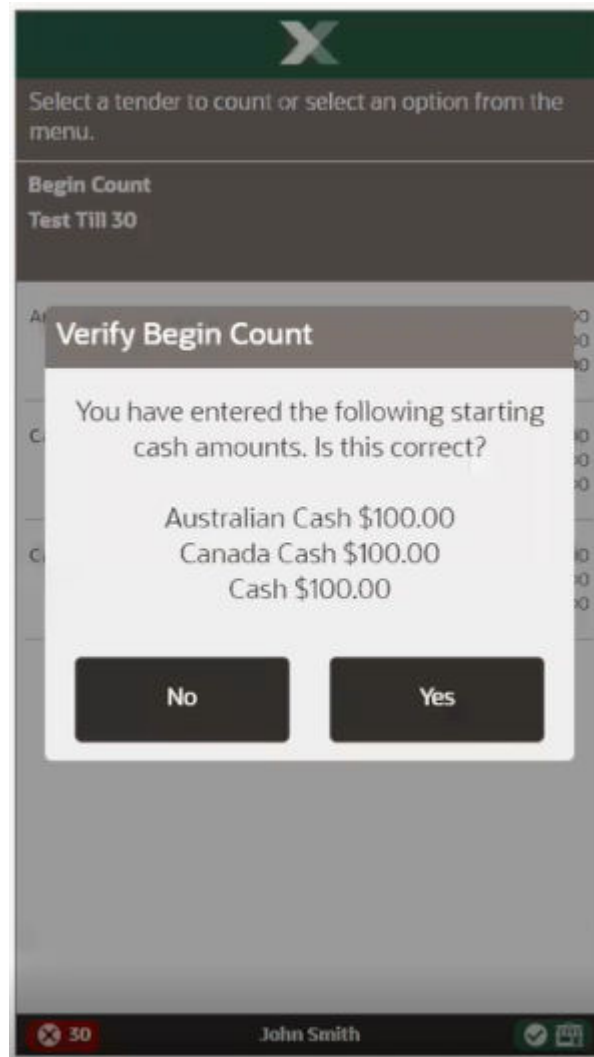 Select a tender to count or select an option from the
menu.
Begin Count
Test Till 30
Verify Begin Count
You have entered the following starting
cash amounts. Is this correct?
Australian Cash $100.00
Canada Cash $100.00
Cash $100.00
No
Yes
30
John Smith